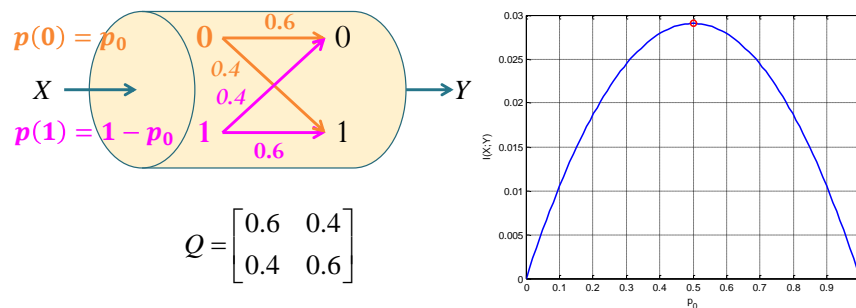 p(0) = p₀
0
0.6
0
0.4
X
0.4
Y
p(1) = 1 − p₀
1
1
0.6
Q = [0.6 0.4
0.4 0.6]
0.03
0.025
0.02
0.015
0.01
0.005
0
I(X;Y)
0 0.1 0.2 0.3 0.4 0.5 0.6 0.7 0.8 0.9
p₀